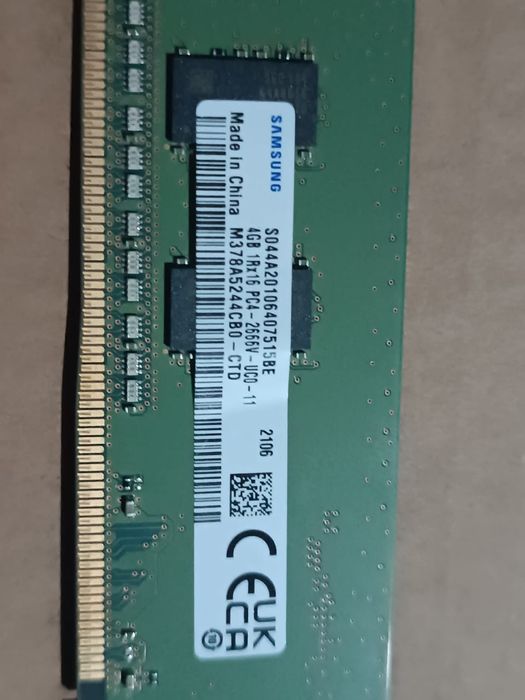 SAMSUNG
Made in China
S044A20106407515BE
4GB 1Rx16 PC4-2666V-UC0-11
M378A5244CB0-CTD
2106
CE
UK
CA